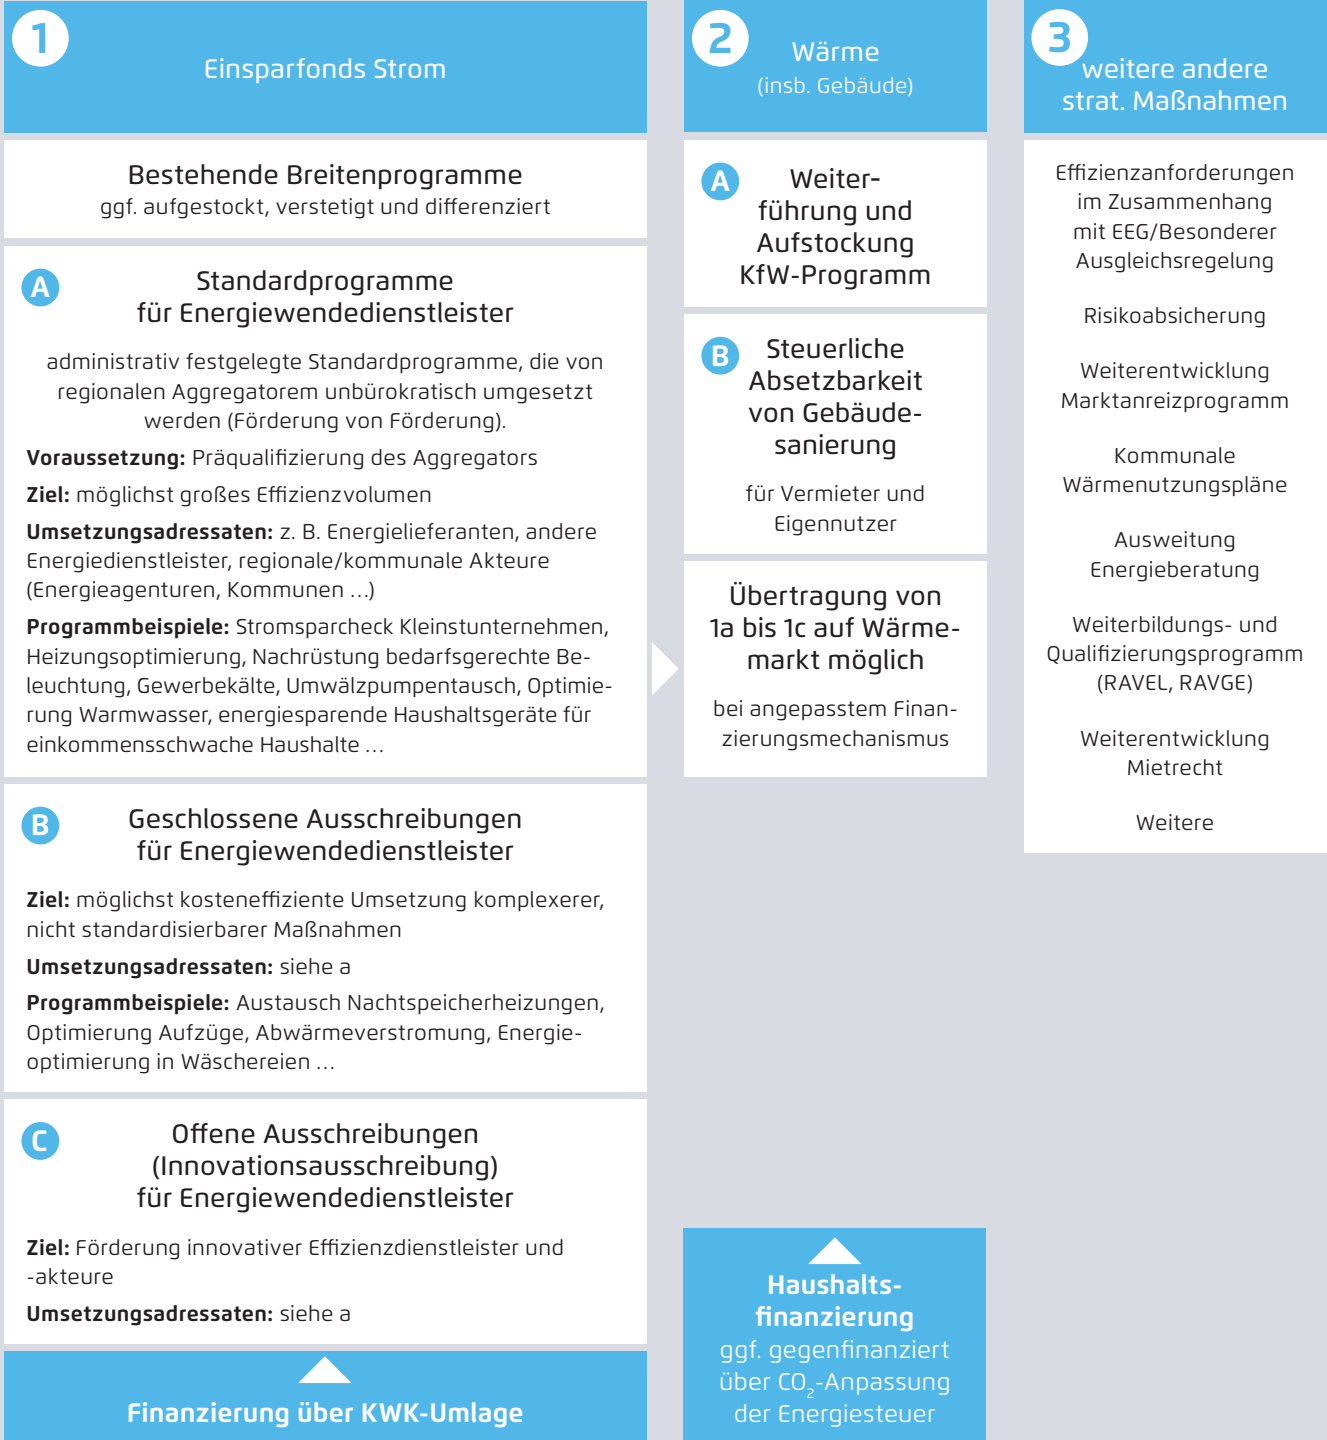 1
Einsparfonds Strom
Bestehende Breitenprogramme
ggf. aufgestockt, verstetigt und differenziert
A
Standardprogramme
für Energiewendedienstleister
administrativ festgelegte Standardprogramme, die von
regionalen Aggregatorem unbürokratisch umgesetzt
werden (Förderung von Förderung).
Voraussetzung: Präqualifizierung des Aggregators
Ziel: möglichst großes Effizienzvolumen
Umsetzungsadressaten: z. B. Energielieferanten, andere
Energiedienstleister, regionale/kommunale Akteure
(Energieagenturen, Kommunen …)
Programmbeispiele: Stromsparcheck Kleinstunternehmen,
Heizungsoptimierung, Nachrüstung bedarfsgerechte Be-
leuchtung, Gewerbekälte, Umwälzpumpentausch, Optimie-
rung Warmwasser, energiesparende Haushaltsgeräte für
einkommensschwache Haushalte …
B
Geschlossene Ausschreibungen
für Energiewendedienstleister
Ziel: möglichst kosteneffiziente Umsetzung komplexerer,
nicht standardisierbarer Maßnahmen
Umsetzungsadressaten: siehe a
Programmbeispiele: Austausch Nachtspeicherheizungen,
Optimierung Aufzüge, Abwärmeverstromung, Energie-
optimierung in Wäschereien …
C
Offene Ausschreibungen
(Innovationsausschreibung)
für Energiewendedienstleister
Ziel: Förderung innovativer Effizienzdienstleister und
-akteure
Umsetzungsadressaten: siehe a
Finanzierung über KWK-Umlage
2
Wärme
(insb. Gebäude)
A
Weiter-
führung und
Aufstockung
KfW-Programm
B
Steuerliche
Absetzbarkeit
von Gebäude-
sanierung
für Vermieter und
Eigennutzer
Übertragung von
1a bis 1c auf Wärme-
markt möglich
bei angepasstem Finan-
zierungsmechanismus
Haushalts-
finanzierung
ggf. gegenfinanziert
über CO₂-Anpassung
der Energiesteuer
3
weitere andere
strat. Maßnahmen
Effizienzanforderungen
im Zusammenhang
mit EEG/Besonderer
Ausgleichsregelung
Risikoabsicherung
Weiterentwicklung
Marktanreizprogramm
Kommunale
Wärmenutzungspläne
Ausweitung
Energieberatung
Weiterbildungs- und
Qualifizierungsprogramm
(RAVEL, RAVGE)
Weiterentwicklung
Mietrecht
Weitere